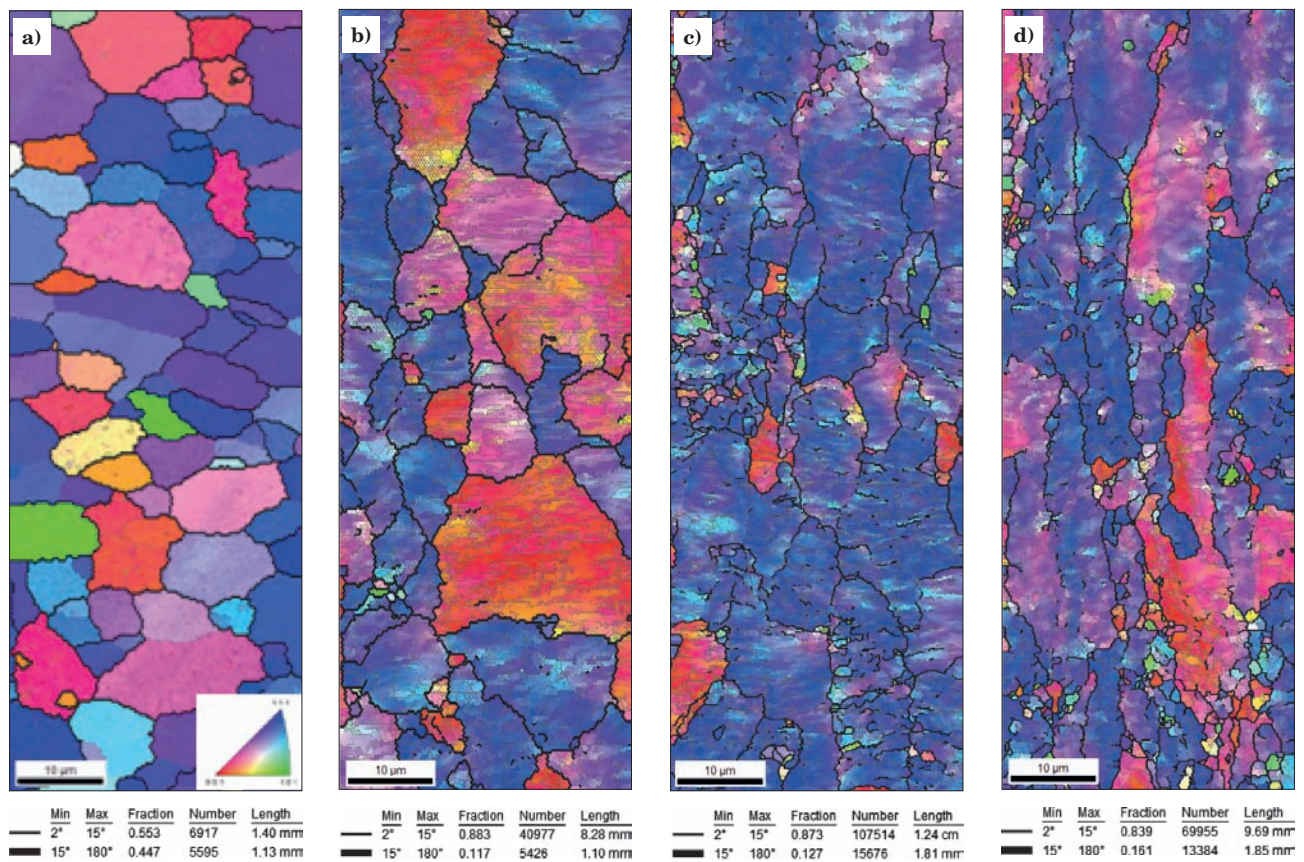 a)
b)
c)
d)
10 µm
10 µm
10 µm
10 µm
Min Max Fraction Number Length
2° 15° 0.553 6917 1.40 mm
15° 180° 0.447 5595 1.13 mm
Min Max Fraction Number Length
2° 15° 0.883 40977 8.28 mm
15° 180° 0.117 5426 1.10 mm
Min Max Fraction Number Length
2° 15° 0.873 107514 1.24 cm
15° 180° 0.127 15676 1.81 mm
Min Max Fraction Number Length
2° 15° 0.839 69955 9.69 mm
15° 180° 0.161 13384 1.85 mm